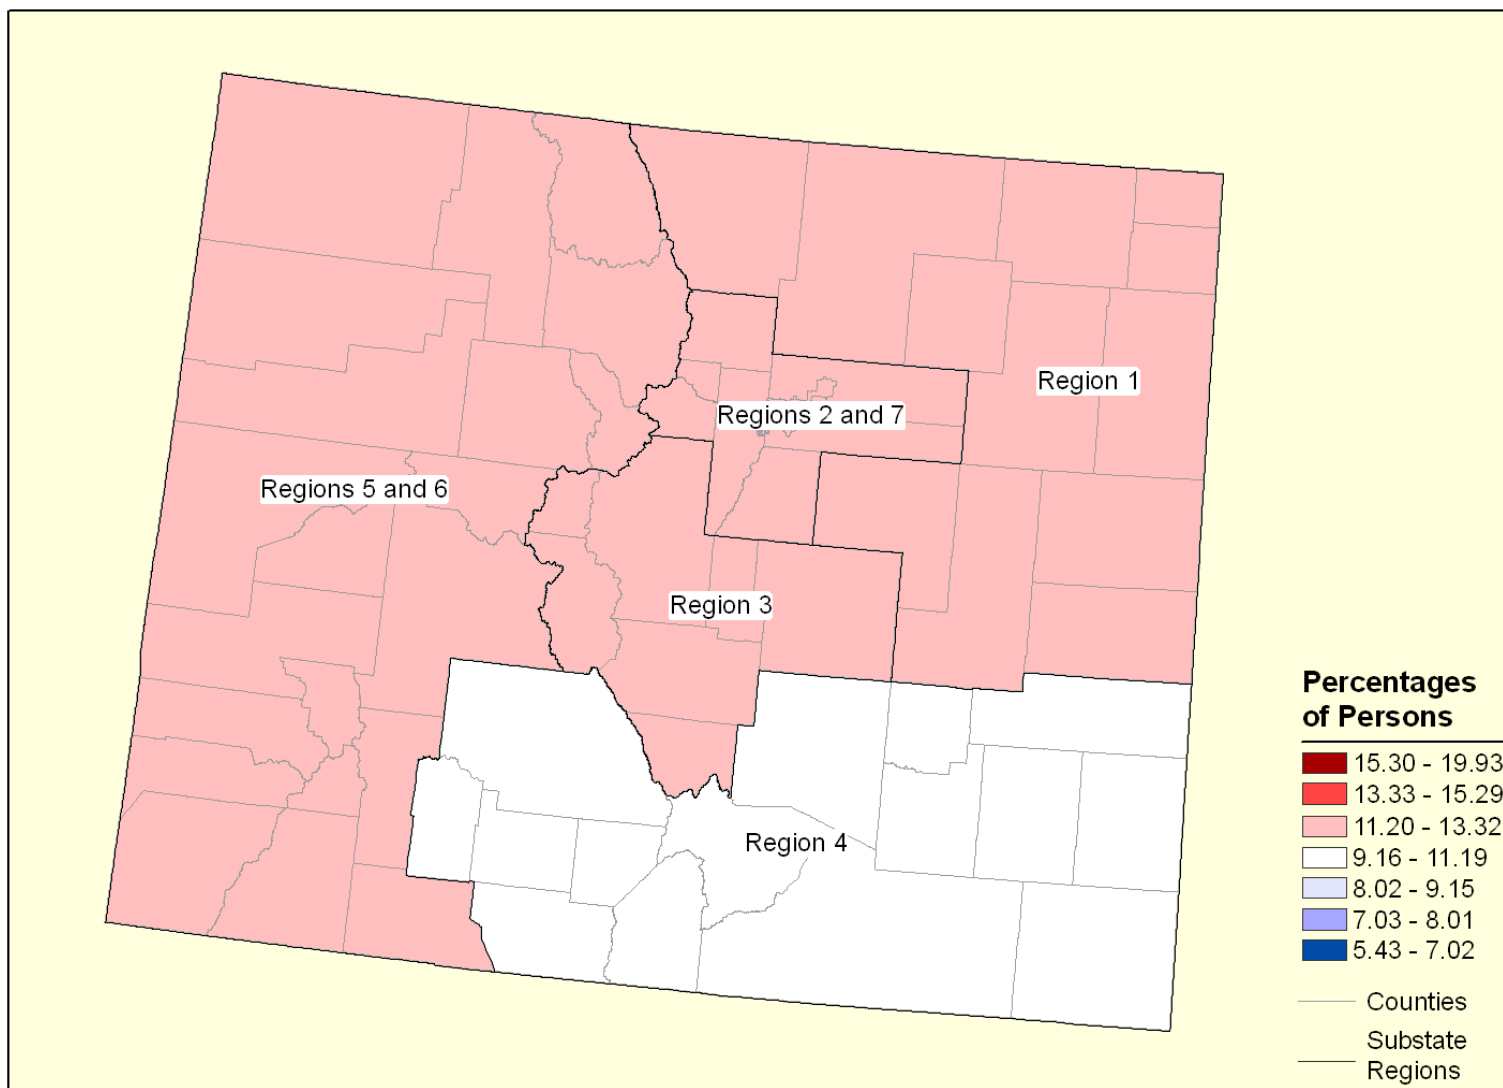 Region 1
Regions 2 and 7
Regions 5 and 6
Region 3
Region 4
Percentages
of Persons
15.30 - 19.93
13.33 - 15.29
11.20 - 13.32
9.16 - 11.19
8.02 - 9.15
7.03 - 8.01
5.43 - 7.02
Counties
Substate
Regions